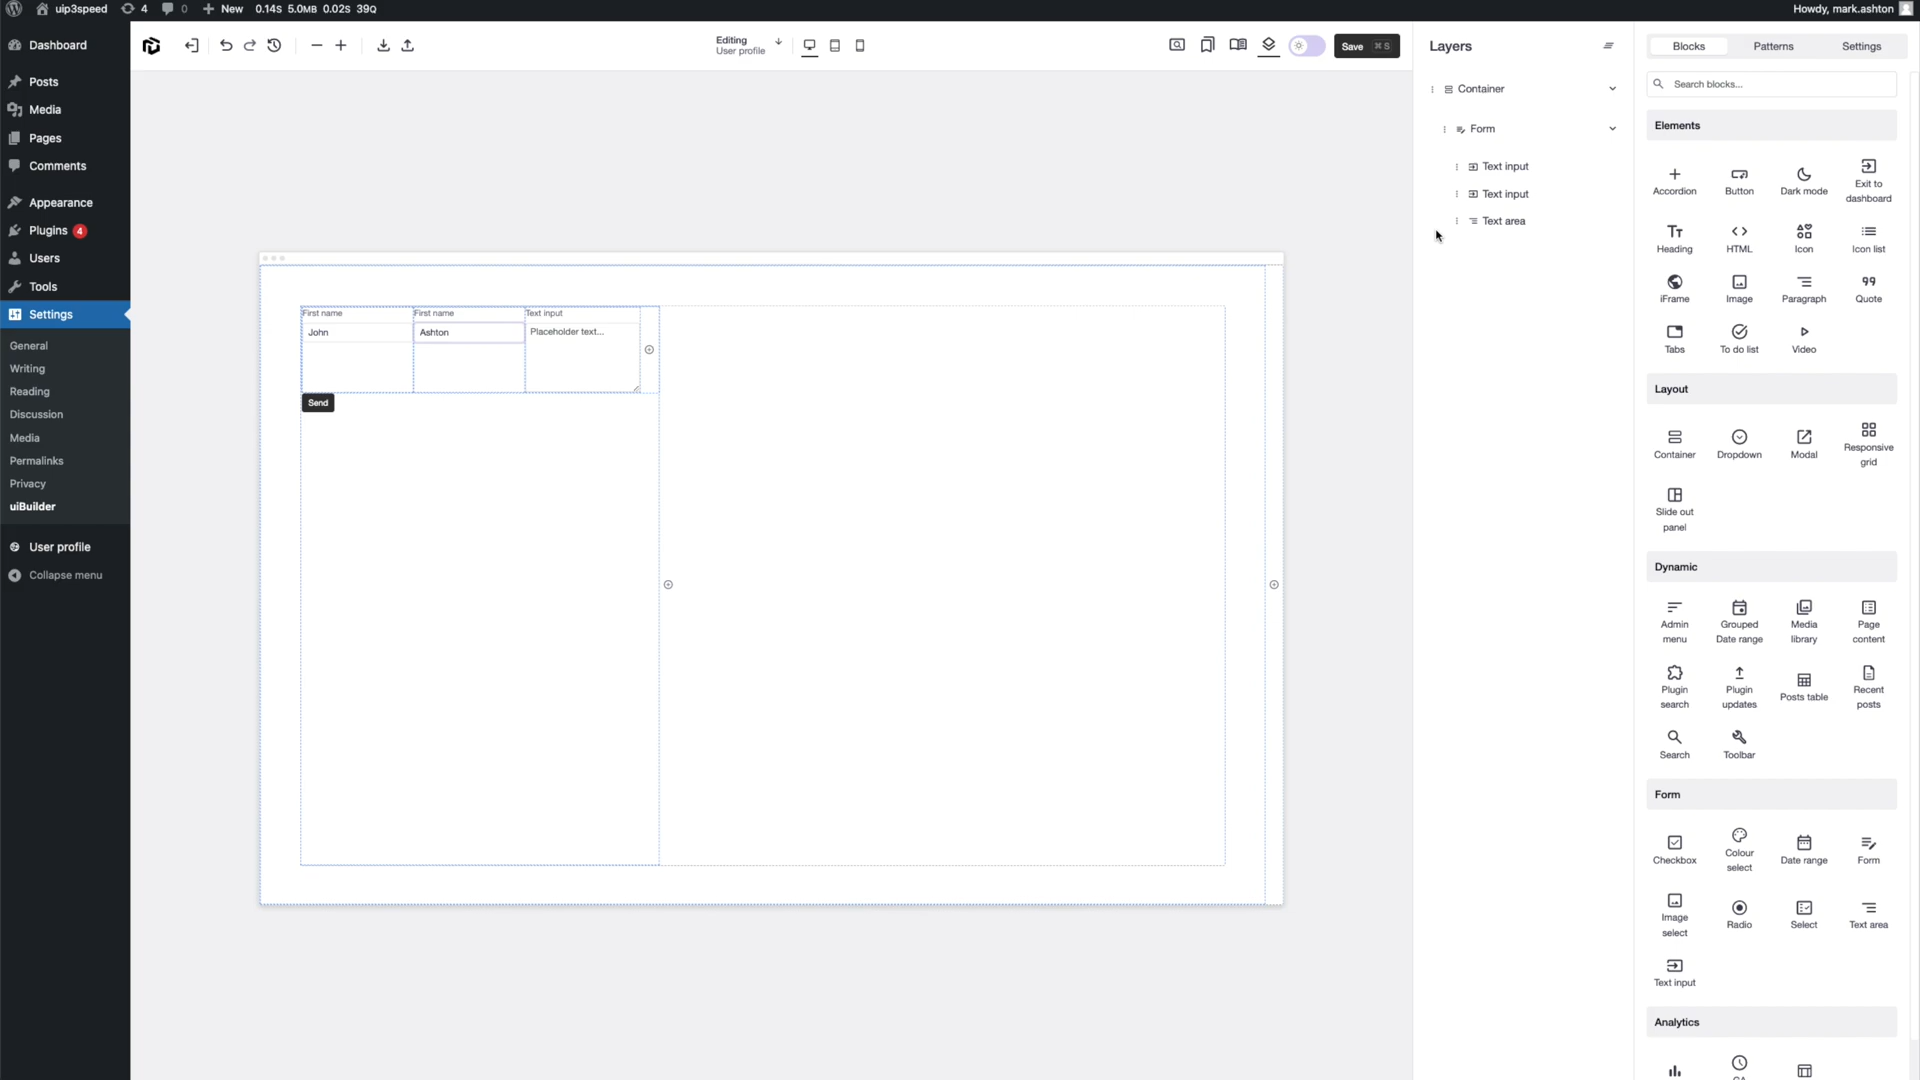 uip3speed
4
0
New
0.14S 5.0MB 0.02S 39Q
Howdy, mark.ashton
Dashboard
Posts
Media
Pages
Comments
Appearance
Plugins 4
Users
Tools
Settings
General
Writing
Reading
Discussion
Media
Permalinks
Privacy
uiBuilder
User profile
Collapse menu
Editing
User profile
Save ⌘ S
First name
First name
Text input
John
Ashton
Placeholder text...
Send
Layers
Container
Form
Text input
Text input
Text area
Blocks
Patterns
Settings
Search blocks...
Elements
Accordion
Button
Dark mode
Exit to
dashboard
Heading
HTML
Icon
Icon list
iFrame
Image
Paragraph
Quote
Tabs
To do list
Video
Layout
Container
Dropdown
Modal
Responsive
grid
Slide out
panel
Dynamic
Admin
menu
Grouped
Date range
Media
library
Page
content
Plugin
search
Plugin
updates
Posts table
Recent
posts
Search
Toolbar
Form
Checkbox
Colour
select
Date range
Form
Image
select
Radio
Select
Text area
Text input
Analytics